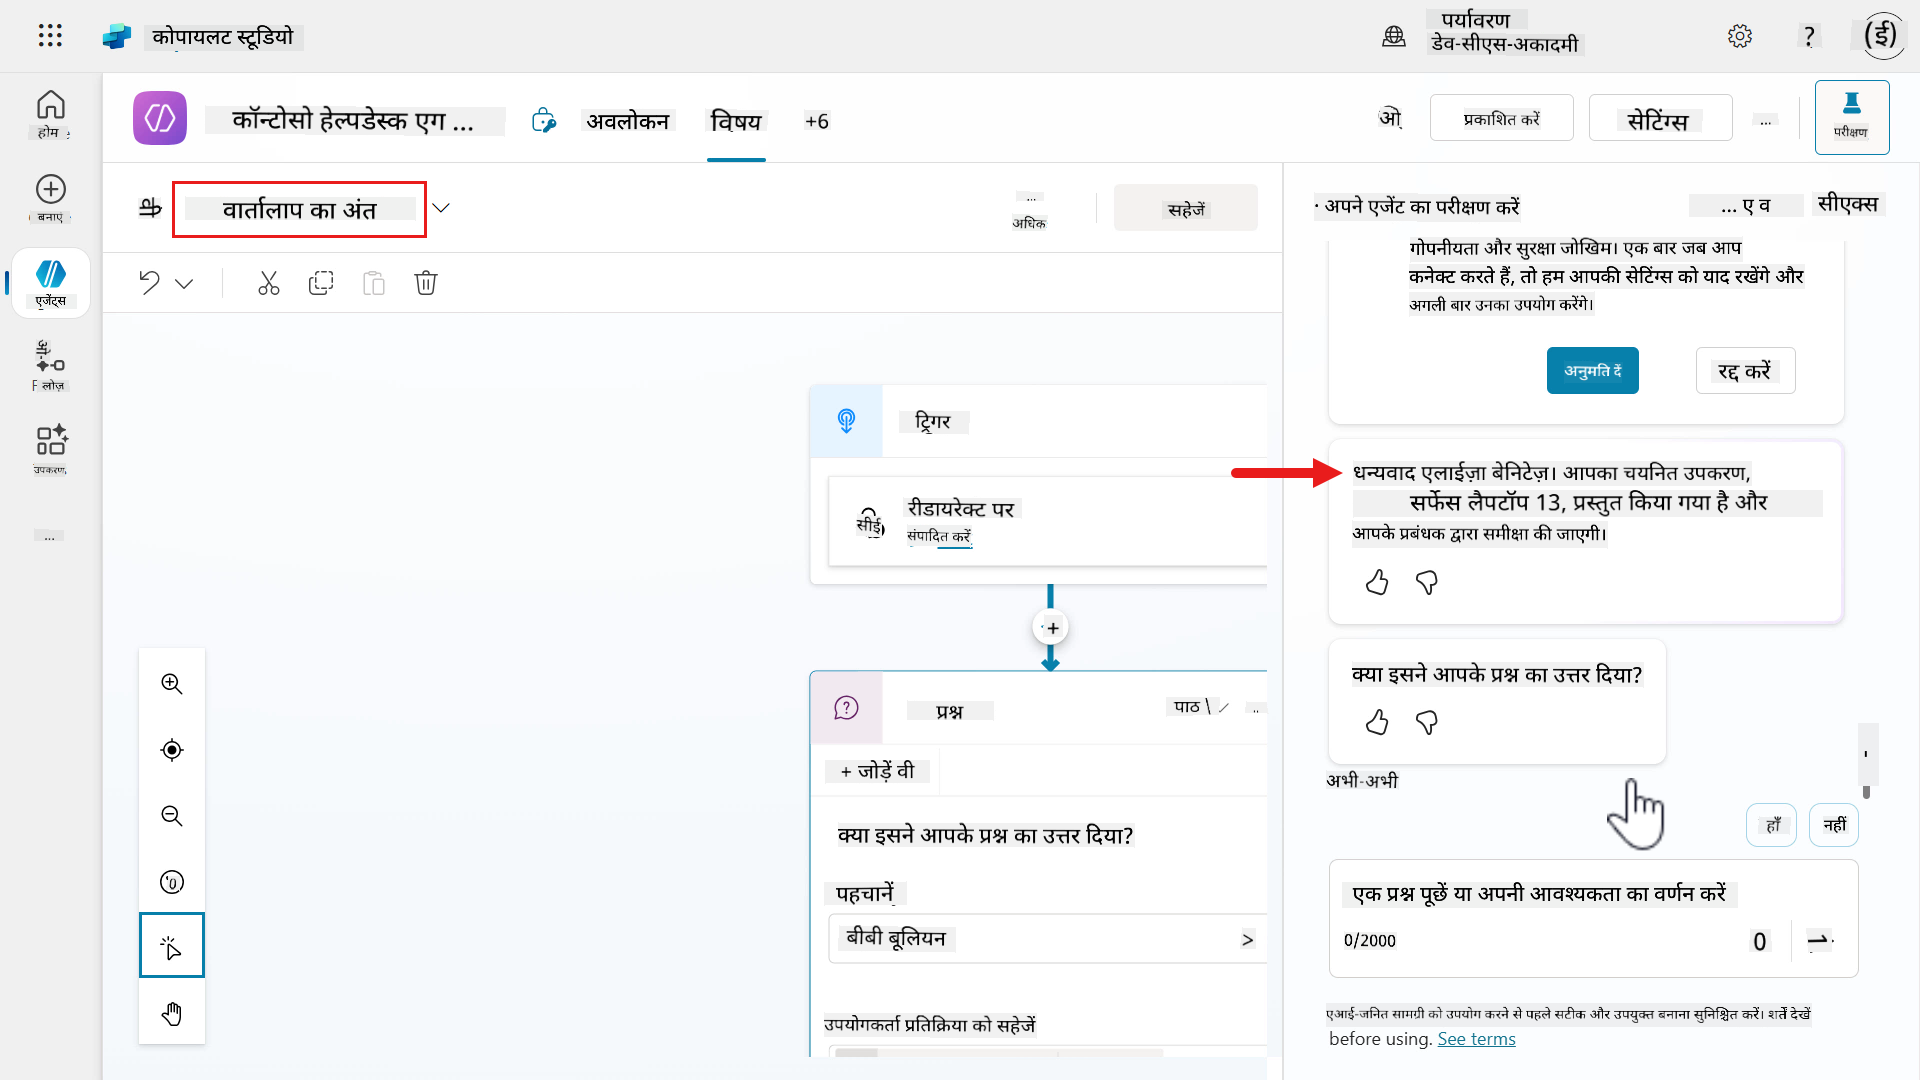 कोपायलट स्टूडियो
पर्यावरण
डेव-सीएस-अकादमी
?
(ई)
होम
बनाएं
एजेंट्स
लोज़
उपकरण,
...
कॉन्टोसो हेल्पडेस्क एग ...
अवलोकन
विषय
+6
प्रकाशित करें
सेटिंग्स
...
परीक्षण
वार्तालाप का अंत
...
अधिक
सहेजें
ट्रिगर
रीडायरेक्ट पर
संपादित करें
प्रश्न
पाठ
+ जोड़ें वी
क्या इसने आपके प्रश्न का उत्तर दिया?
पहचानें
बीबी बूलियन
>
उपयोगकर्ता प्रतिक्रिया को सहेजें
· अपने एजेंट का परीक्षण करें
... ए व
सीएक्स
गोपनीयता और सुरक्षा जोखिम। एक बार जब आप
कनेक्ट करते हैं, तो हम आपकी सेटिंग्स को याद रखेंगे और
अगली बार उनका उपयोग करेंगे।
अनुमति दें
रद्द करें
धन्यवाद एलाईज़ा बेनिटेज़। आपका चयनित उपकरण,
सर्फेस लैपटॉप 13, प्रस्तुत किया गया है और
आपके प्रबंधक द्वारा समीक्षा की जाएगी।
क्या इसने आपके प्रश्न का उत्तर दिया?
अभी-अभी
हाँ
नहीं
एक प्रश्न पूछें या अपनी आवश्यकता का वर्णन करें
0/2000
0
एआई-जनित सामग्री को उपयोग करने से पहले सटीक और उपयुक्त बनाना सुनिश्चित करें। शर्तें देखें
before using. See terms